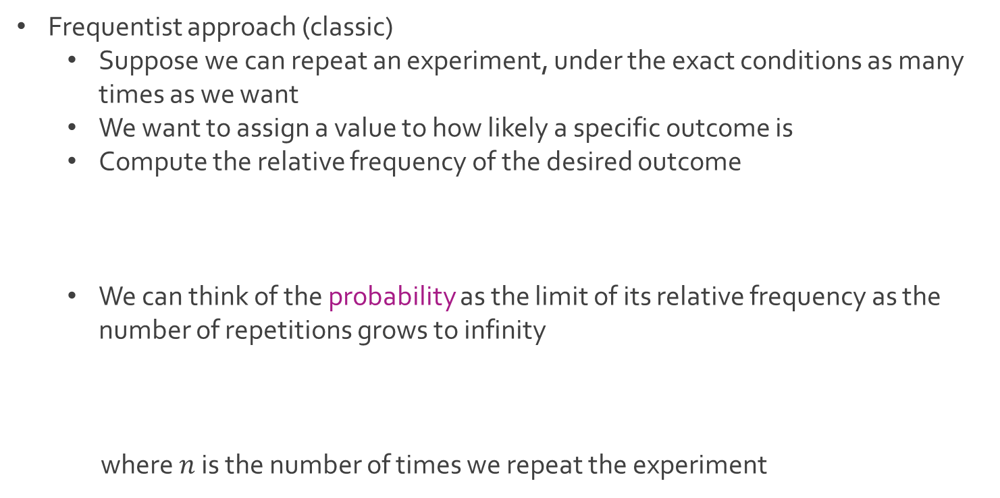 • Frequentist approach (classic)
• Suppose we can repeat an experiment, under the exact conditions as many
times as we want
• We want to assign a value to how likely a specific outcome is
• Compute the relative frequency of the desired outcome
• We can think of the probability as the limit of its relative frequency as the
number of repetitions grows to infinity
where 𝑛 is the number of times we repeat the experiment